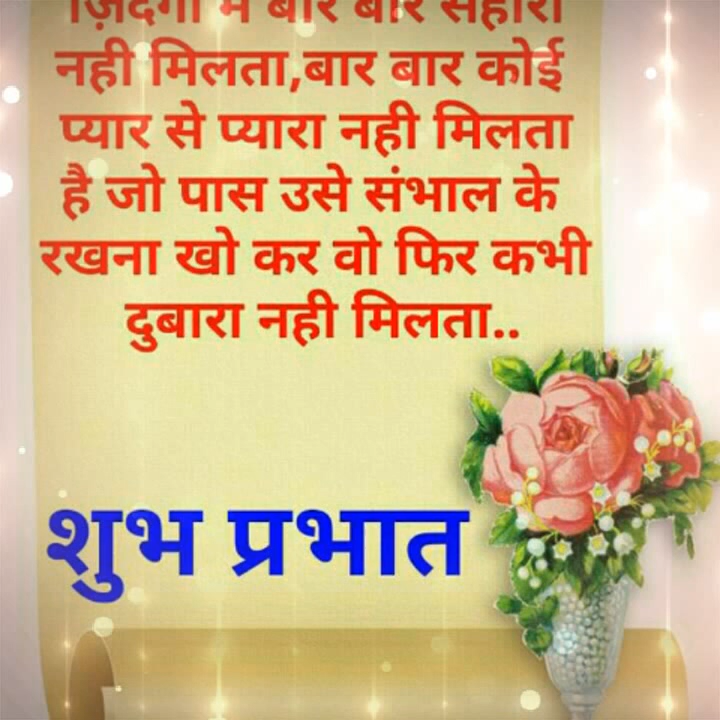 ज़िंदगी में बार बार सहारा
नही मिलता,बार बार कोई
प्यार से प्यारा नही मिलता
है जो पास उसे संभाल के
रखना खो कर वो फिर कभी
दुबारा नही मिलता..
शुभ प्रभात